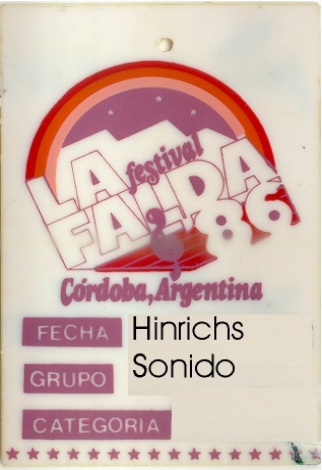 LA festival
FALDA 86
Córdoba, Argentina
FECHA Hinrichs
GRUPO Sonido
CATEGORIA